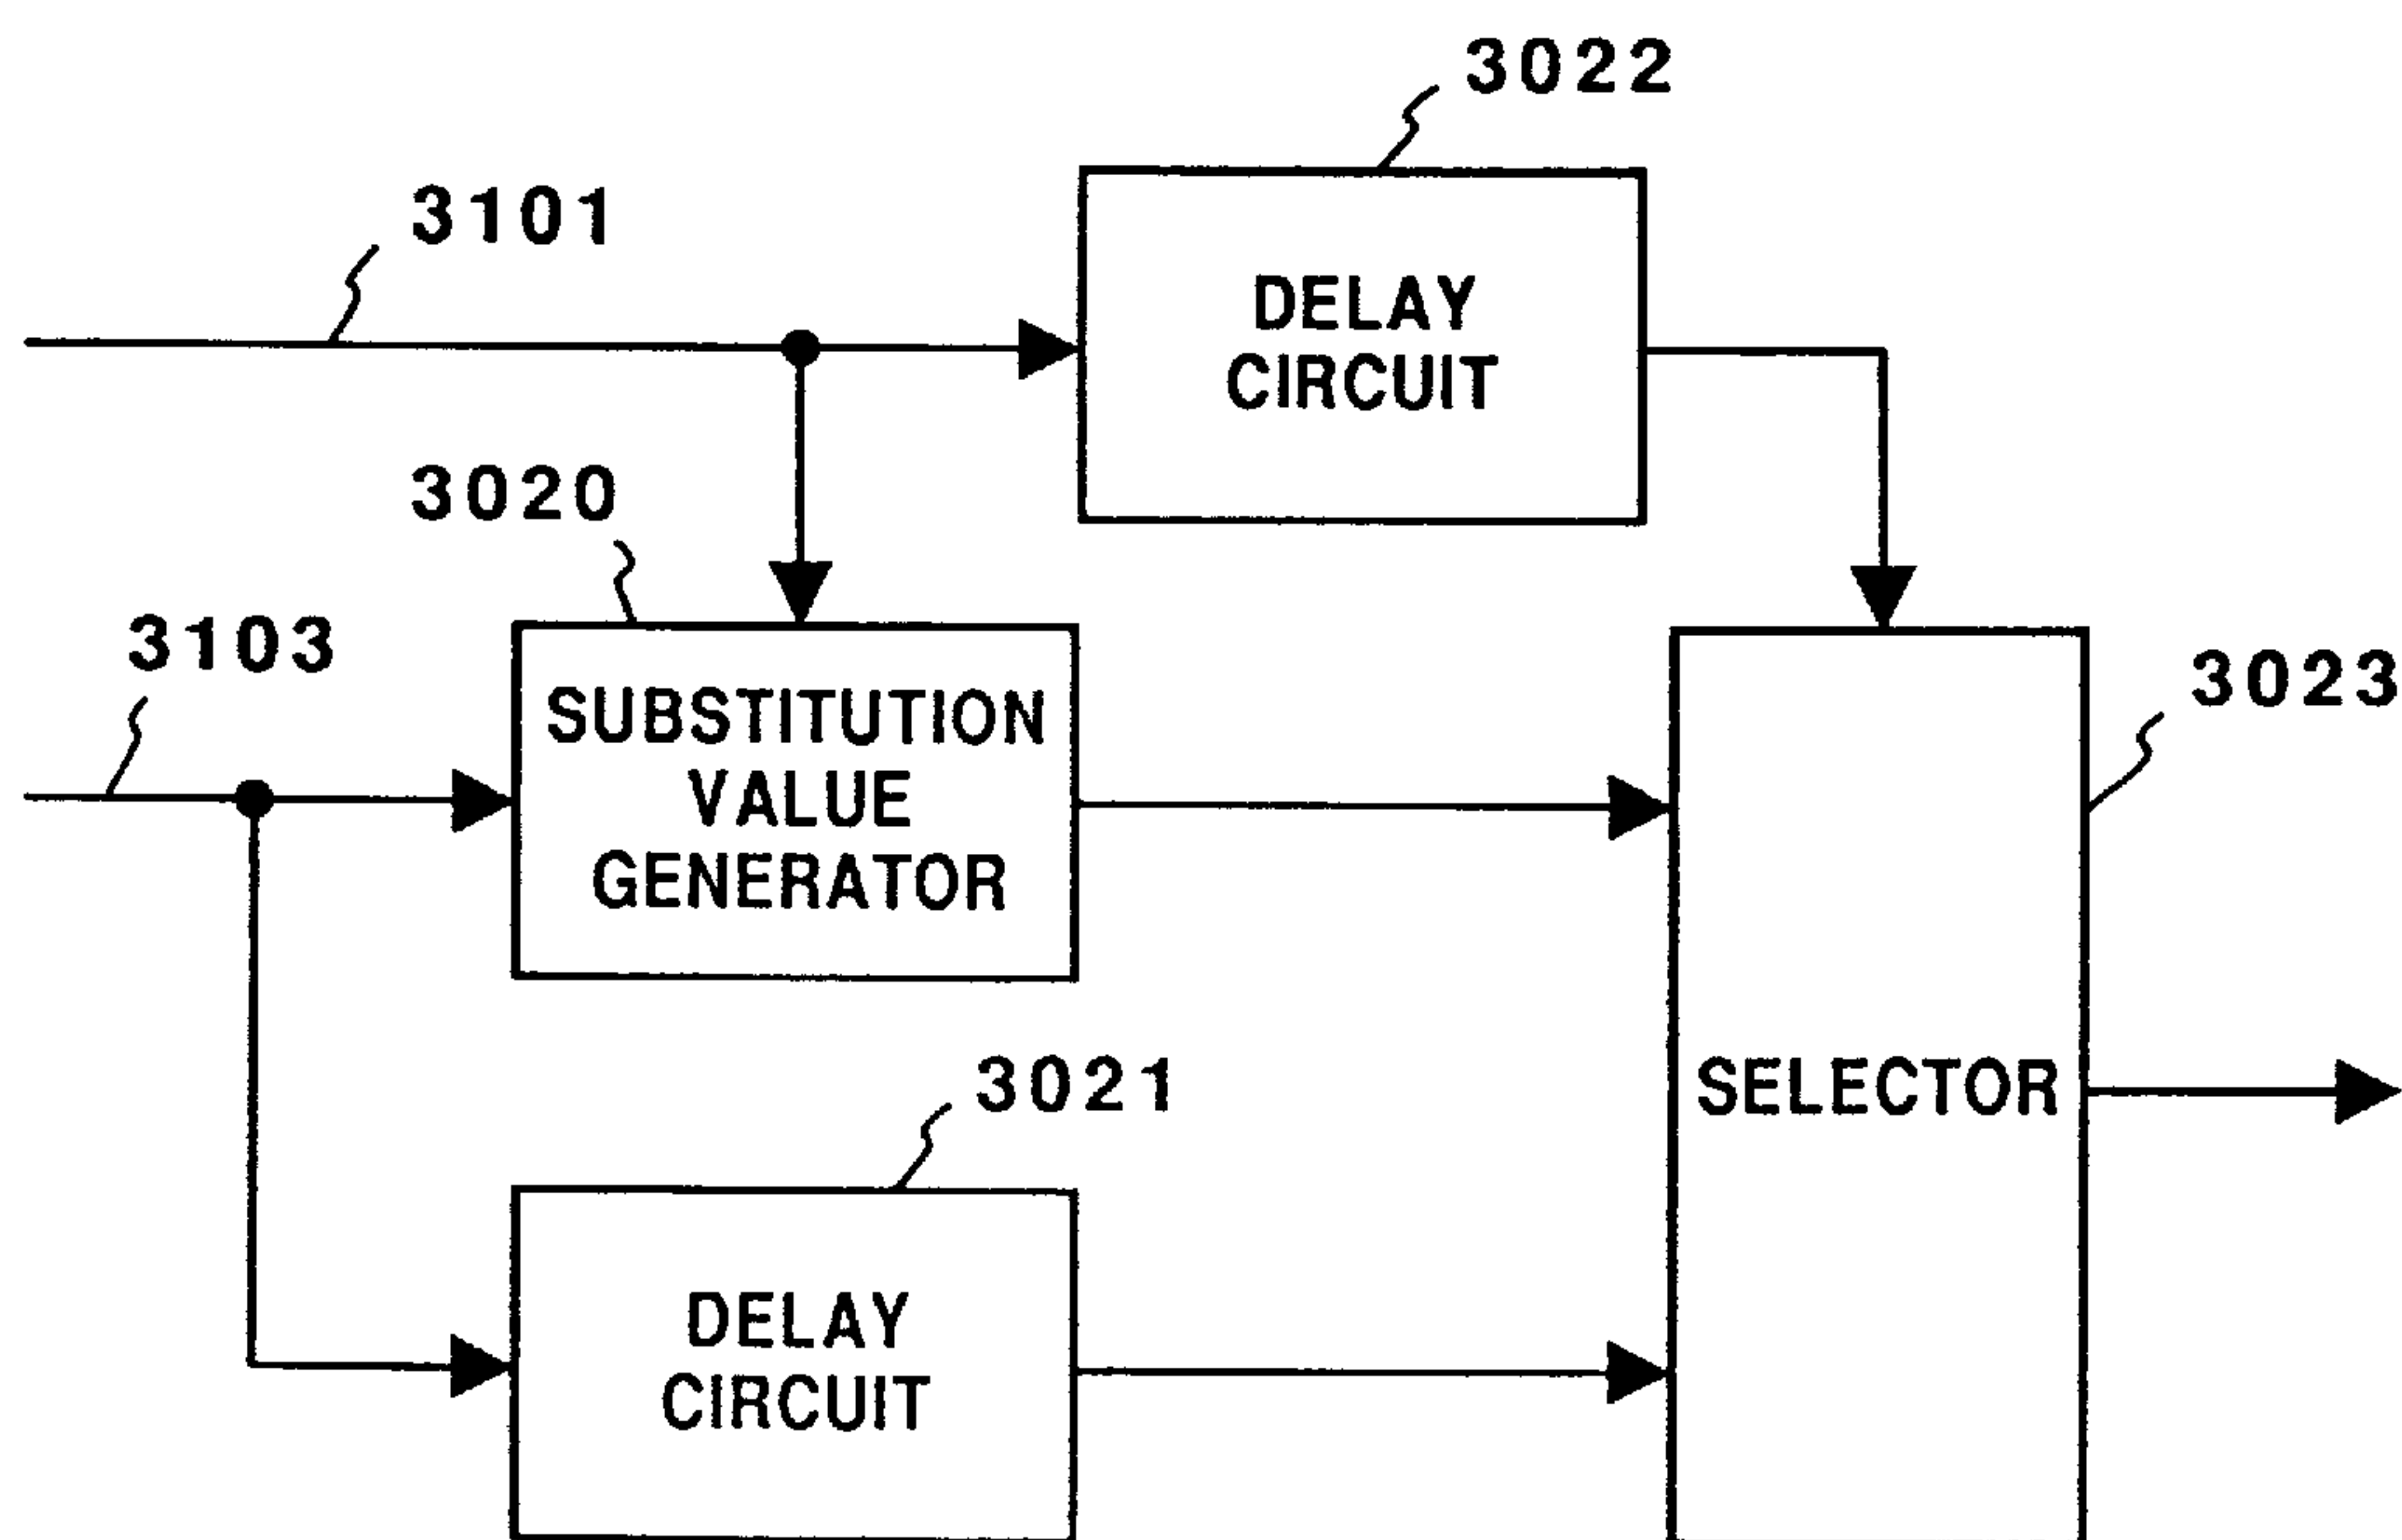 3022
3101
DELAY
CIRCUIT
3020
3103
3023
SUBSTITUTION
VALUE
GENERATOR
3021
SELECTOR
DELAY
CIRCUIT